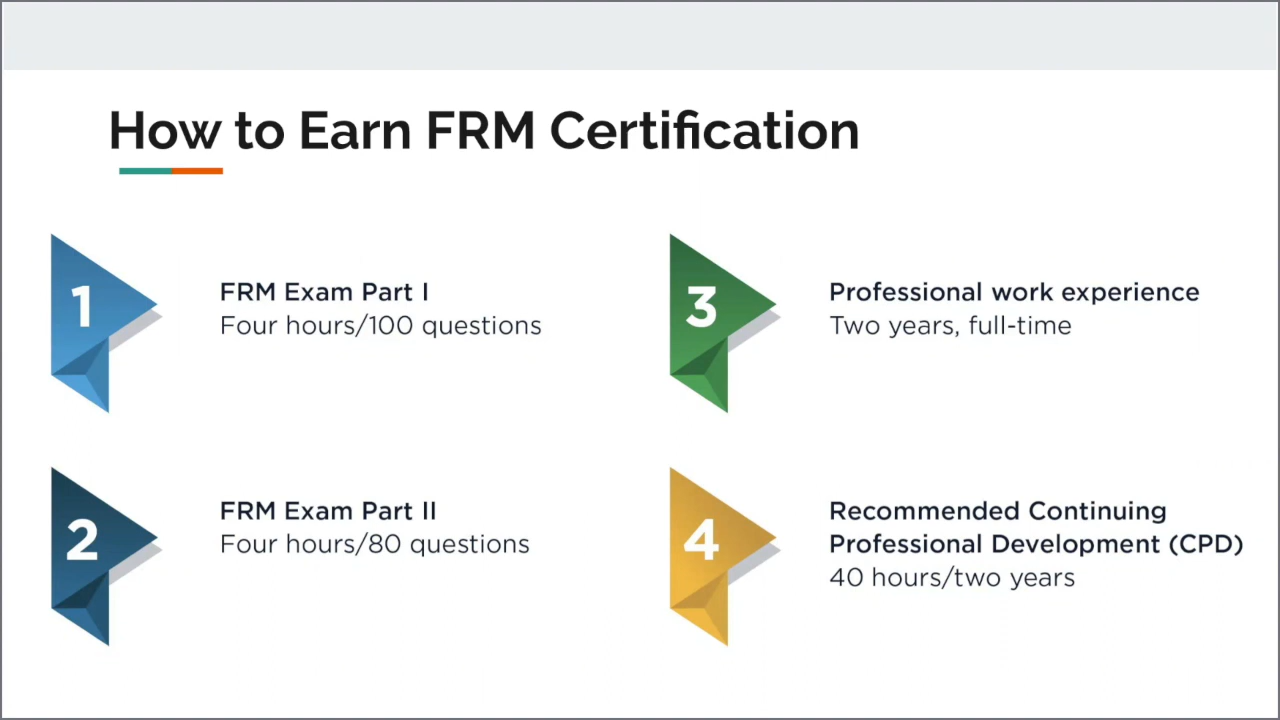 How to Earn FRM Certification
1
FRM Exam Part I
Four hours/100 questions
2
FRM Exam Part II
Four hours/80 questions
3
Professional work experience
Two years, full-time
4
Recommended Continuing
Professional Development (CPD)
40 hours/two years